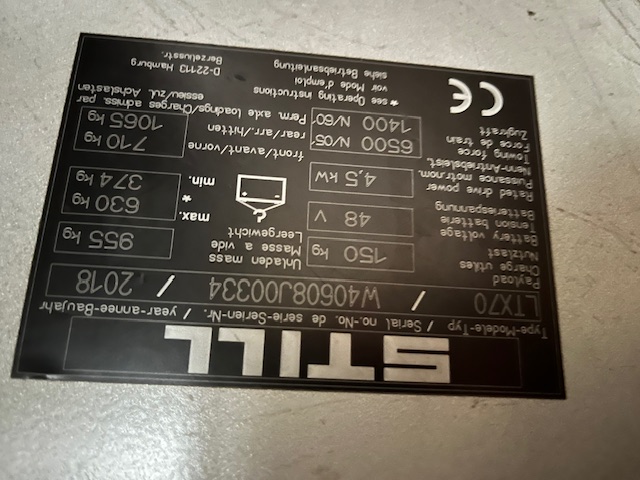 STILL
Type-Modele-Typ / Serial no.-No. de serie-Serien-Nr. / year-annee-Baujahr
LTX70 / W40608J00334 / 2018
Payload
Charge utiles
Nutzlast
150 kg
Unladen mass
Masse a vide
Leergewicht
955 kg
Battery voltage
Tension batterie
Batteriespannung
48 V
max. 630 kg
*
min. 374 kg
Rated drive power
Puissance motr.nom.
Nenn-Antriebsleist.
4,5 kW
Towing force
Force de train
Zugkraft
6500 N/05'
1400 N/60'
front/avant/vorne 710 kg
rear/arr./hitten 1065 kg
Perm. axle loadings/Charges admiss. par
essieu/zul. Achslasten
CE
* see Operating instructions
voir Mode d'emploi
siehe Betriebsanleitung
Berzeliusstr.
D-22113 Hamburg